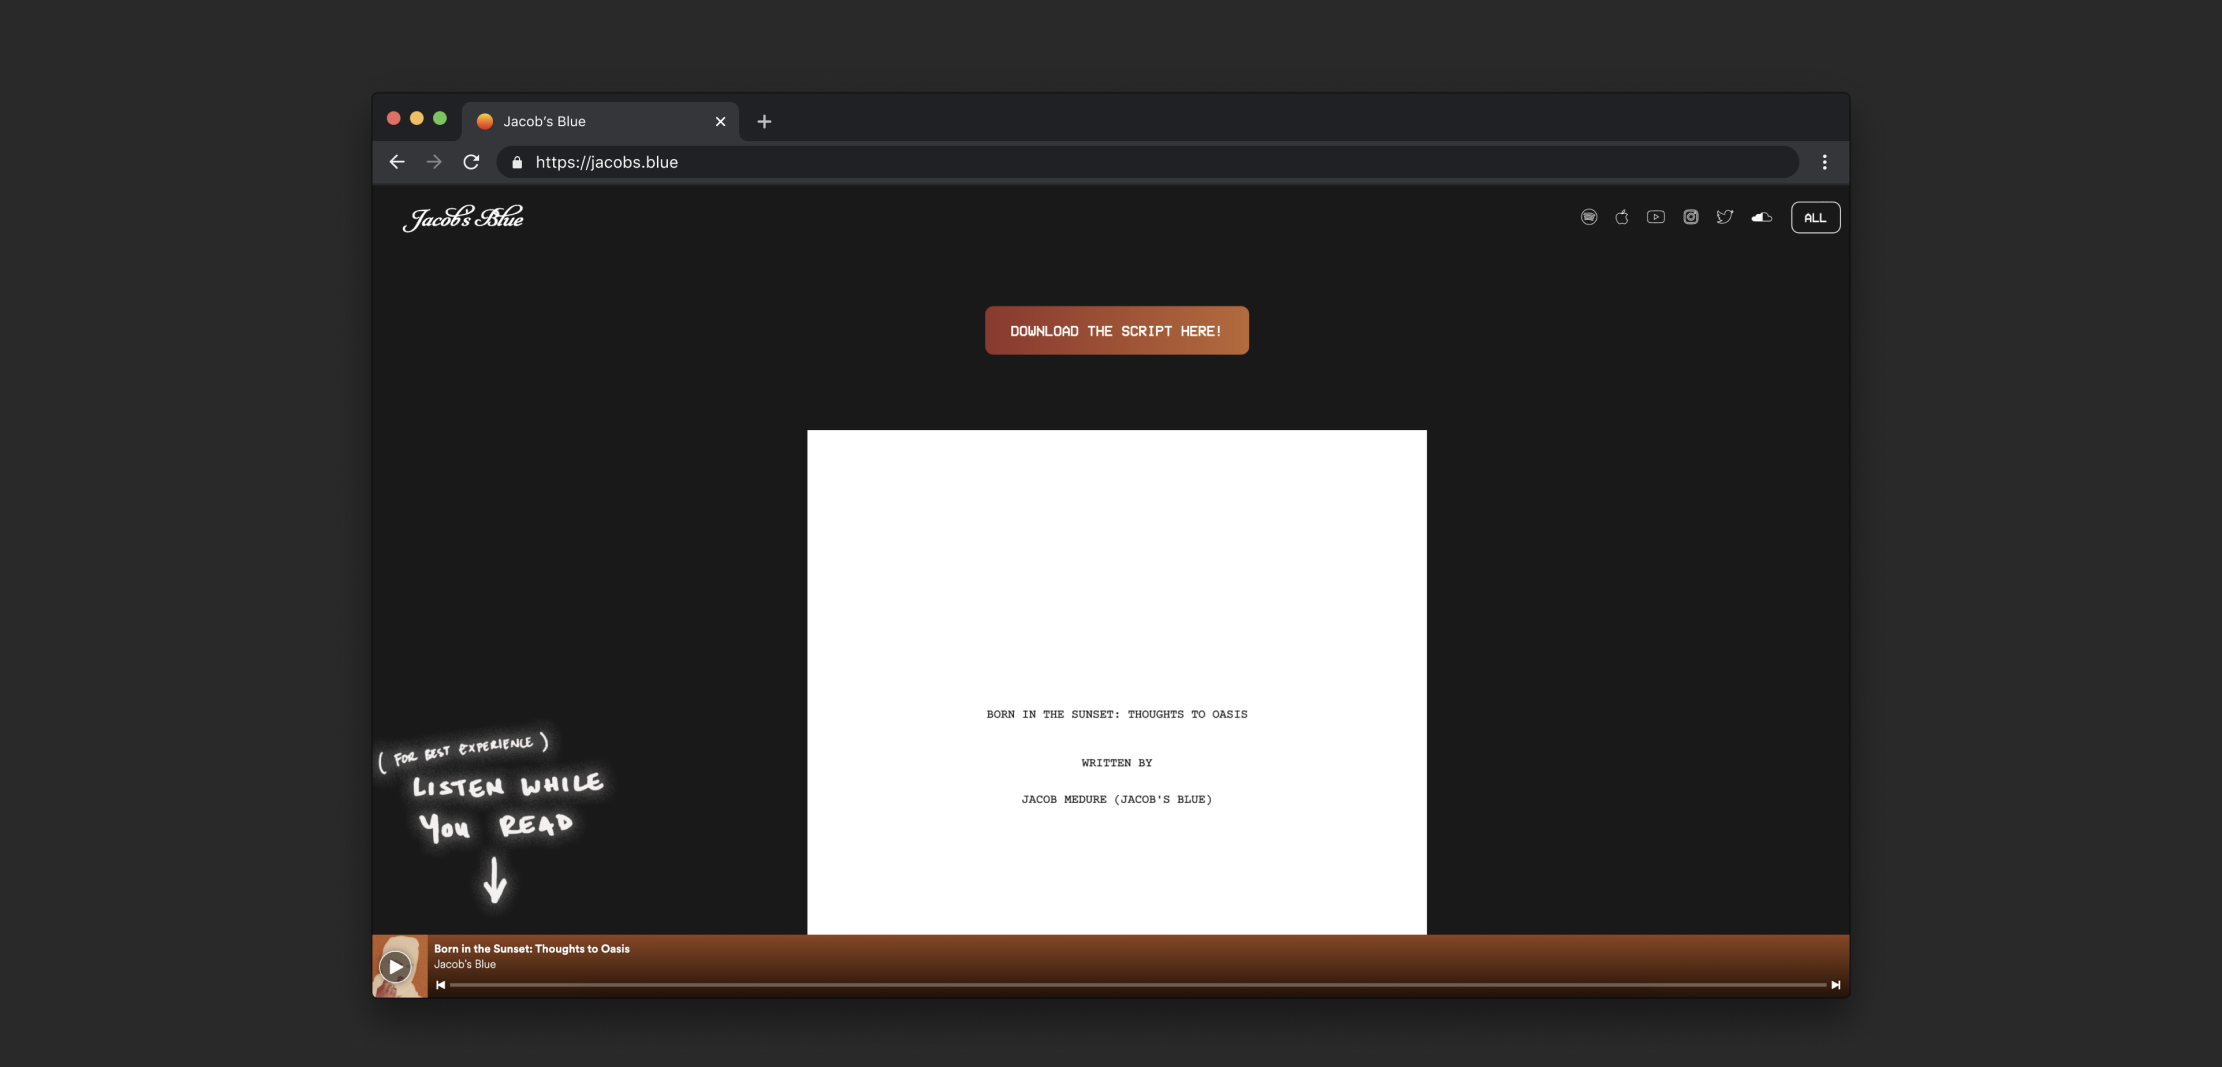 Jacob's Blue
https://jacobs.blue
Jacob's Blue
ALL
DOWNLOAD THE SCRIPT HERE!
BORN IN THE SUNSET: THOUGHTS TO OASIS
WRITTEN BY
JACOB MEDURE (JACOB'S BLUE)
(FOR BEST EXPERIENCE)
LISTEN WHILE
YOU READ
Born in the Sunset: Thoughts to Oasis
Jacob's Blue